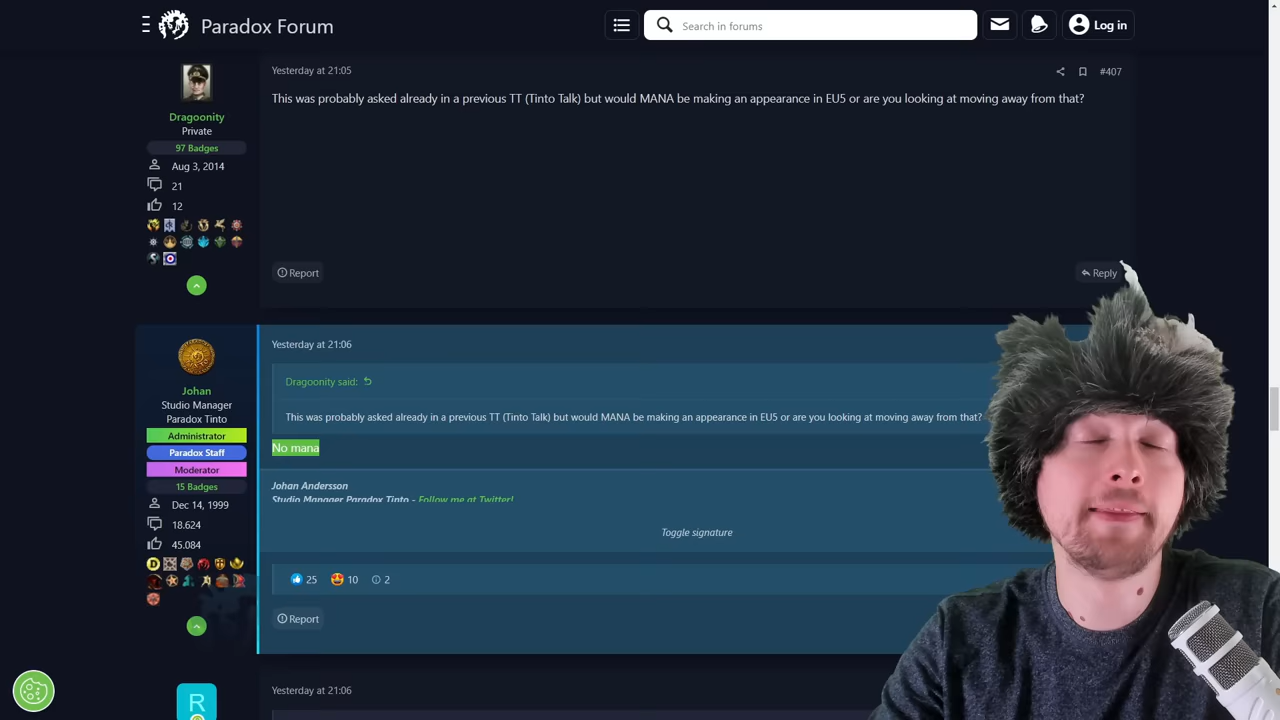 Paradox Forum
Search in forums
Log in
Yesterday at 21:05
#407
This was probably asked already in a previous TT (Tinto Talk) but would MANA be making an appearance in EU5 or are you looking at moving away from that?
Dragoonity
Private
97 Badges
Aug 3, 2014
21
12
Report
Reply
Yesterday at 21:06
Dragoonity said:
This was probably asked already in a previous TT (Tinto Talk) but would MANA be making an appearance in EU5 or are you looking at moving away from that?
No mana
Johan
Studio Manager
Paradox Tinto
Administrator
Paradox Staff
Moderator
15 Badges
Dec 14, 1999
18.624
45.084
Johan Andersson
Studio Manager Paradox Tinto - Follow me at Twitter!
Toggle signature
25
10
2
Report
R
Yesterday at 21:06